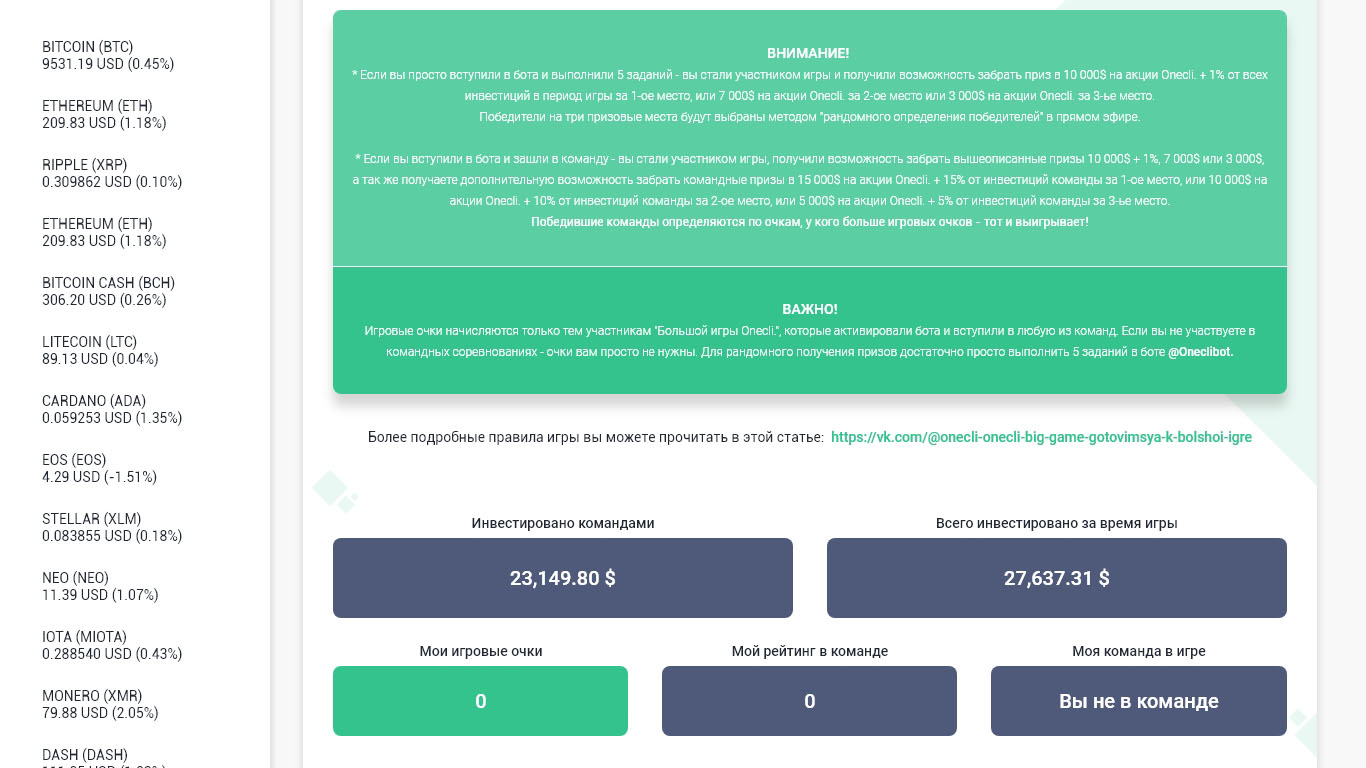 BITCOIN (BTC)
9531.19 USD (0.45%)
ETHEREUM (ETH)
209.83 USD (1.18%)
RIPPLE (XRP)
0.309862 USD (0.10%)
ETHEREUM (ETH)
209.83 USD (1.18%)
BITCOIN CASH (BCH)
306.20 USD (0.26%)
LITECOIN (LTC)
89.13 USD (0.04%)
CARDANO (ADA)
0.059253 USD (1.35%)
EOS (EOS)
4.29 USD (-1.51%)
STELLAR (XLM)
0.083855 USD (0.18%)
NEO (NEO)
11.39 USD (1.07%)
IOTA (MIOTA)
0.288540 USD (0.43%)
MONERO (XMR)
79.88 USD (2.05%)
DASH (DASH)
ВНИМАНИЕ!
* Если вы просто вступили в бота и выполнили 5 заданий - вы стали участником игры и получили возможность забрать приз в 10 000$ на акции Onecli. + 1% от всех
инвестиций в период игры за 1-ое место, или 7 000$ на акции Onecli. за 2-ое место или 3 000$ на акции Onecli. за 3-ье место.
Победители на три призовые места будут выбраны методом "рандомного определения победителей" в прямом эфире.
* Если вы вступили в бота и зашли в команду - вы стали участником игры, получили возможность забрать вышеописанные призы 10 000$ + 1%, 7 000$ или 3 000$,
а так же получаете дополнительную возможность забрать командные призы в 15 000$ на акции Onecli. + 15% от инвестиций команды за 1-ое место, или 10 000$ на
акции Onecli. + 10% от инвестиций команды за 2-ое место, или 5 000$ на акции Onecli. + 5% от инвестиций команды за 3-ье место.
Победившие команды определяются по очкам, у кого больше игровых очков - тот и выигрывает!
ВАЖНО!
Игровые очки начисляются только тем участникам "Большой игры Onecli.", которые активировали бота и вступили в любую из команд. Если вы не участвуете в
командных соревнованиях - очки вам просто не нужны. Для рандомного получения призов достаточно просто выполнить 5 заданий в боте @Oneclibot.
Более подробные правила игры вы можете прочитать в этой статье: https://vk.com/@onecli-onecli-big-game-gotovimsya-k-bolshoi-igre
Инвестировано командами
23,149.80 $
Всего инвестировано за время игры
27,637.31 $
Мои игровые очки
0
Мой рейтинг в команде
0
Моя команда в игре
Вы не в команде